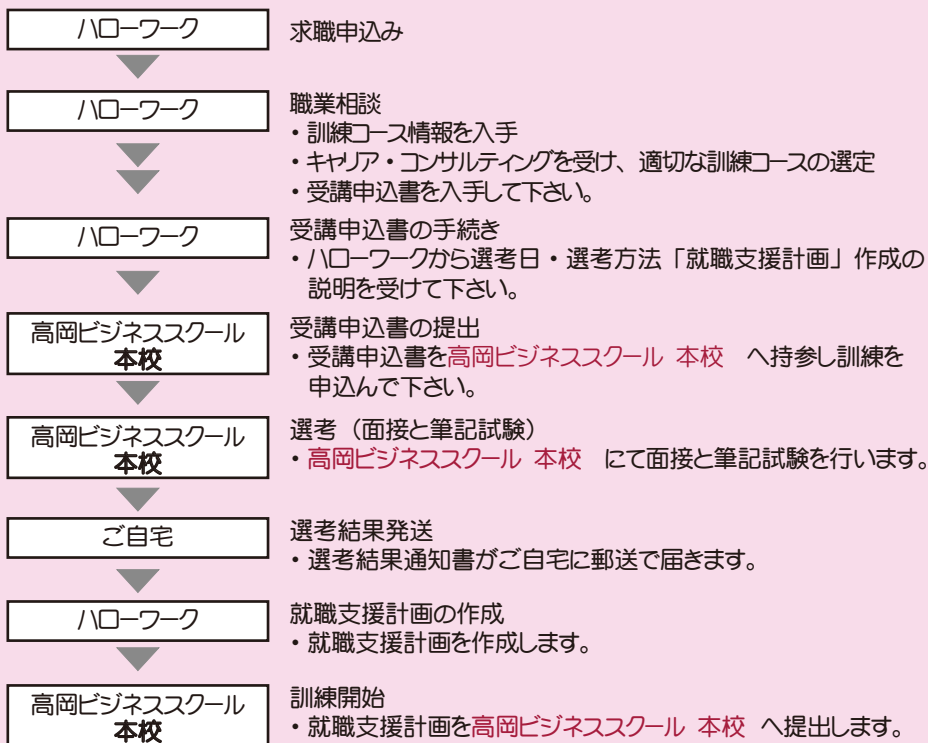 ハローワーク
求職申込み
ハローワーク
職業相談
・訓練コース情報を入手
・キャリア・コンサルティングを受け、適切な訓練コースの選定
・受講申込書を入手して下さい。
ハローワーク
受講申込書の手続き
・ハローワークから選考日・選考方法「就職支援計画」作成の
説明を受けて下さい。
高岡ビジネススクール
本校
受講申込書の提出
・受講申込書を高岡ビジネススクール 本校 へ持参し訓練を
申込んで下さい。
高岡ビジネススクール
本校
選考（面接と筆記試験）
・高岡ビジネススクール 本校 にて面接と筆記試験を行います。
ご自宅
選考結果発送
・選考結果通知書がご自宅に郵送で届きます。
ハローワーク
就職支援計画の作成
・就職支援計画を作成します。
高岡ビジネススクール
本校
訓練開始
・就職支援計画を高岡ビジネススクール 本校 へ提出します。